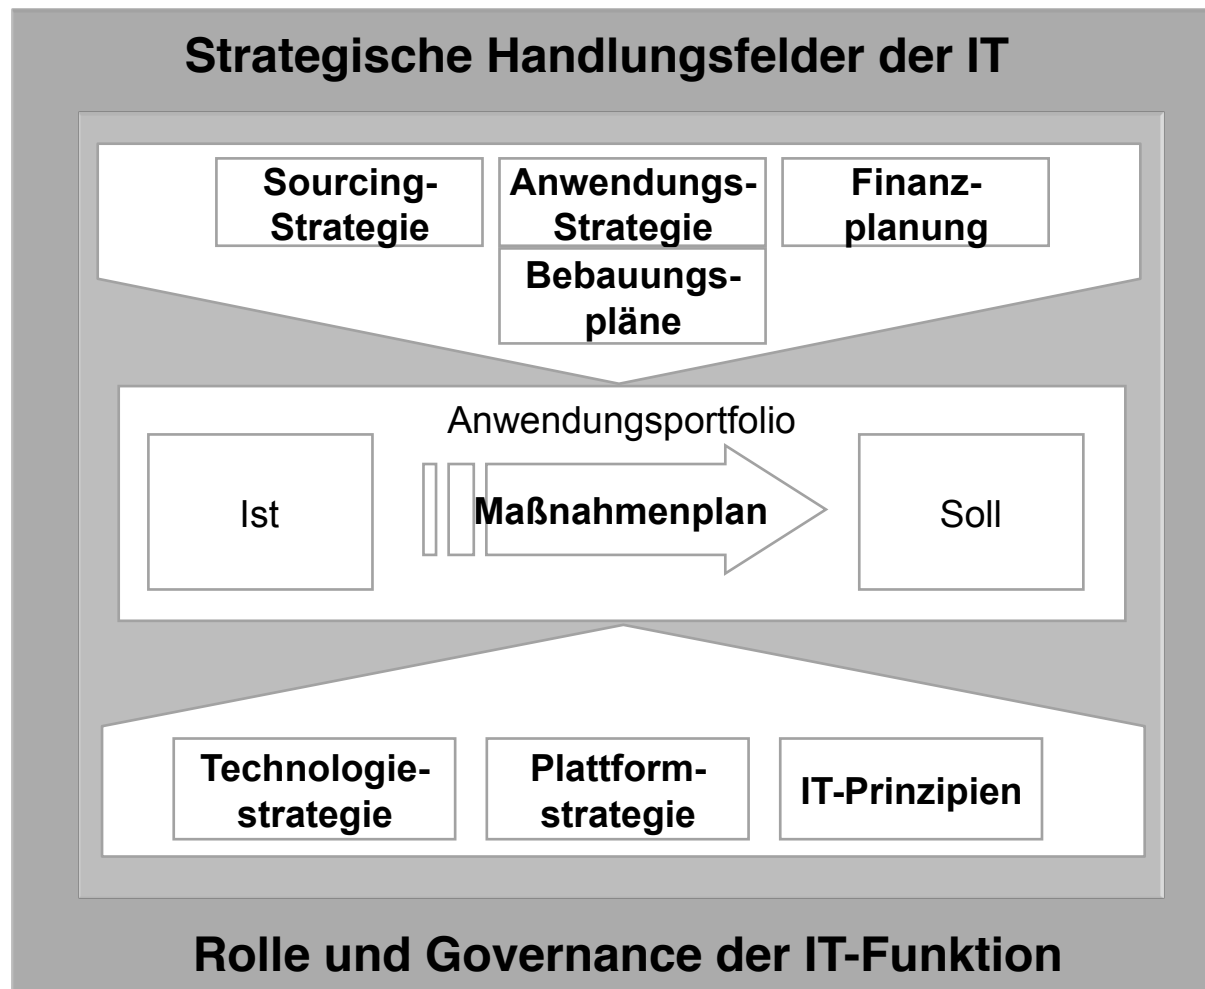 Strategische Handlungsfelder der IT
Sourcing-
Strategie
Anwendungs-
Strategie
Finanz-
planung
Bebauungs-
pläne
Anwendungsportfolio
Ist
Maßnahmenplan
Soll
Technologie-
strategie
Plattform-
strategie
IT-Prinzipien
Rolle und Governance der IT-Funktion